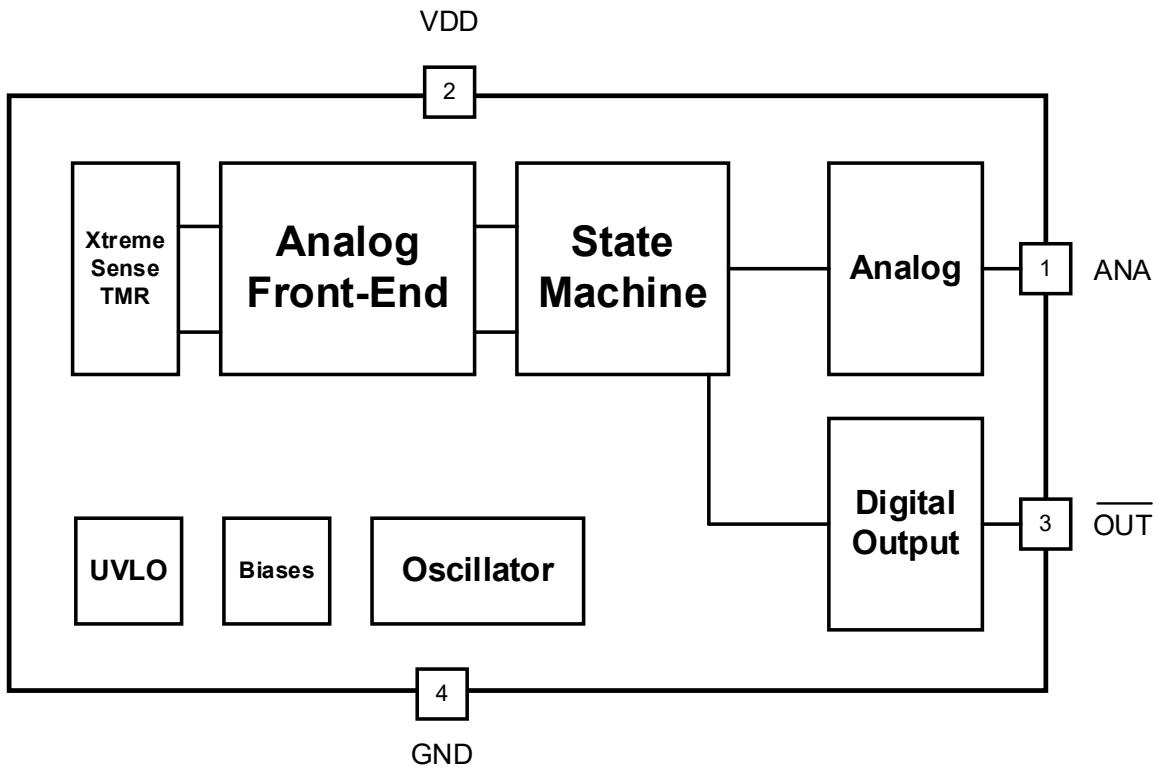 VDD
2
Xtreme
Sense
TMR
Analog
Front-End
State
Machine
Analog
1
ANA
Digital
Output
3
OUT
UVLO
Biases
Oscillator
4
GND